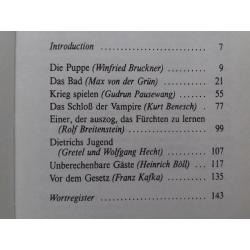 Introduction 7
Die Puppe (Winfried Bruckner) 9
Das Bad (Max von der Grün) 21
Krieg spielen (Gudrun Pausewang) 55
Das Schloß der Vampire (Kurt Benesch) 77
Einer, der auszog, das Fürchten zu lernen
(Rolf Breitenstein) 99
Dietrichs Jugend
(Gretel und Wolfgang Hecht) 107
Unberechenbare Gäste (Heinrich Böll) 117
Vor dem Gesetz (Franz Kafka) 135
Wortregister 143